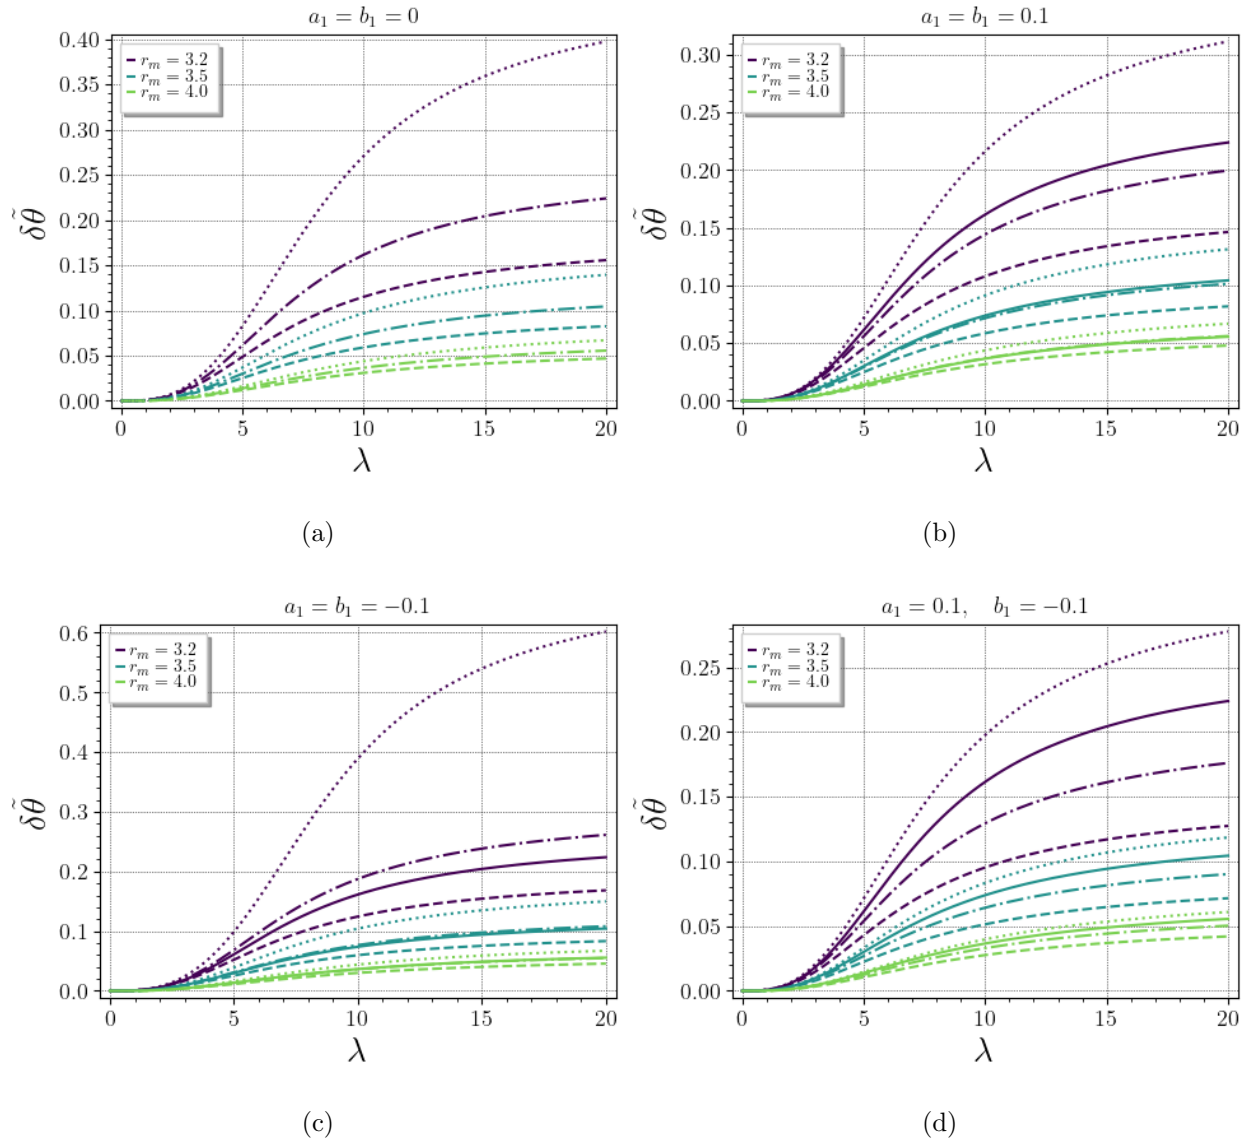 a₁ = b₁ = 0
0.40
0.35
0.30
0.25
0.20
0.15
0.10
0.05
0.00
r_m = 3.2
r_m = 3.5
r_m = 4.0
δ̃θ
0 5 10 15 20
λ
(a)
a₁ = b₁ = 0.1
0.30
0.25
0.20
0.15
0.10
0.05
0.00
r_m = 3.2
r_m = 3.5
r_m = 4.0
δ̃θ
0 5 10 15 20
λ
(b)
a₁ = b₁ = −0.1
0.6
0.5
0.4
0.3
0.2
0.1
0.0
r_m = 3.2
r_m = 3.5
r_m = 4.0
δ̃θ
0 5 10 15 20
λ
(c)
a₁ = 0.1, b₁ = −0.1
0.25
0.20
0.15
0.10
0.05
0.00
r_m = 3.2
r_m = 3.5
r_m = 4.0
δ̃θ
0 5 10 15 20
λ
(d)